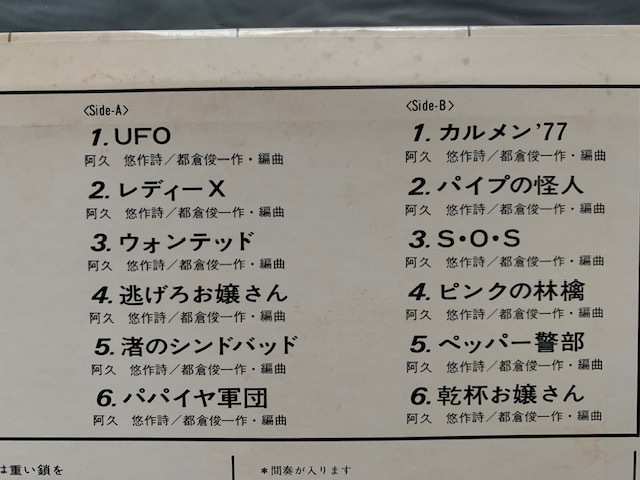 〈Side-A〉
1. UFO
阿久 悠作詩／都倉俊一作・編曲
2. レディーX
阿久 悠作詩／都倉俊一作・編曲
3. ウォンテッド
阿久 悠作詩／都倉俊一作・編曲
4. 逃げろお嬢さん
阿久 悠作詩／都倉俊一作・編曲
5. 渚のシンドバッド
阿久 悠作詩／都倉俊一作・編曲
6. パパイヤ軍団
阿久 悠作詩／都倉俊一作・編曲
〈Side-B〉
1. カルメン'77
阿久 悠作詩／都倉俊一作・編曲
2. パイプの怪人
阿久 悠作詩／都倉俊一作・編曲
3. S・O・S
阿久 悠作詩／都倉俊一作・編曲
4. ピンクの林檎
阿久 悠作詩／都倉俊一作・編曲
5. ペッパー警部
阿久 悠作詩／都倉俊一作・編曲
6. 乾杯お嬢さん
阿久 悠作詩／都倉俊一作・編曲
は重い鎖を
＊間奏が入ります